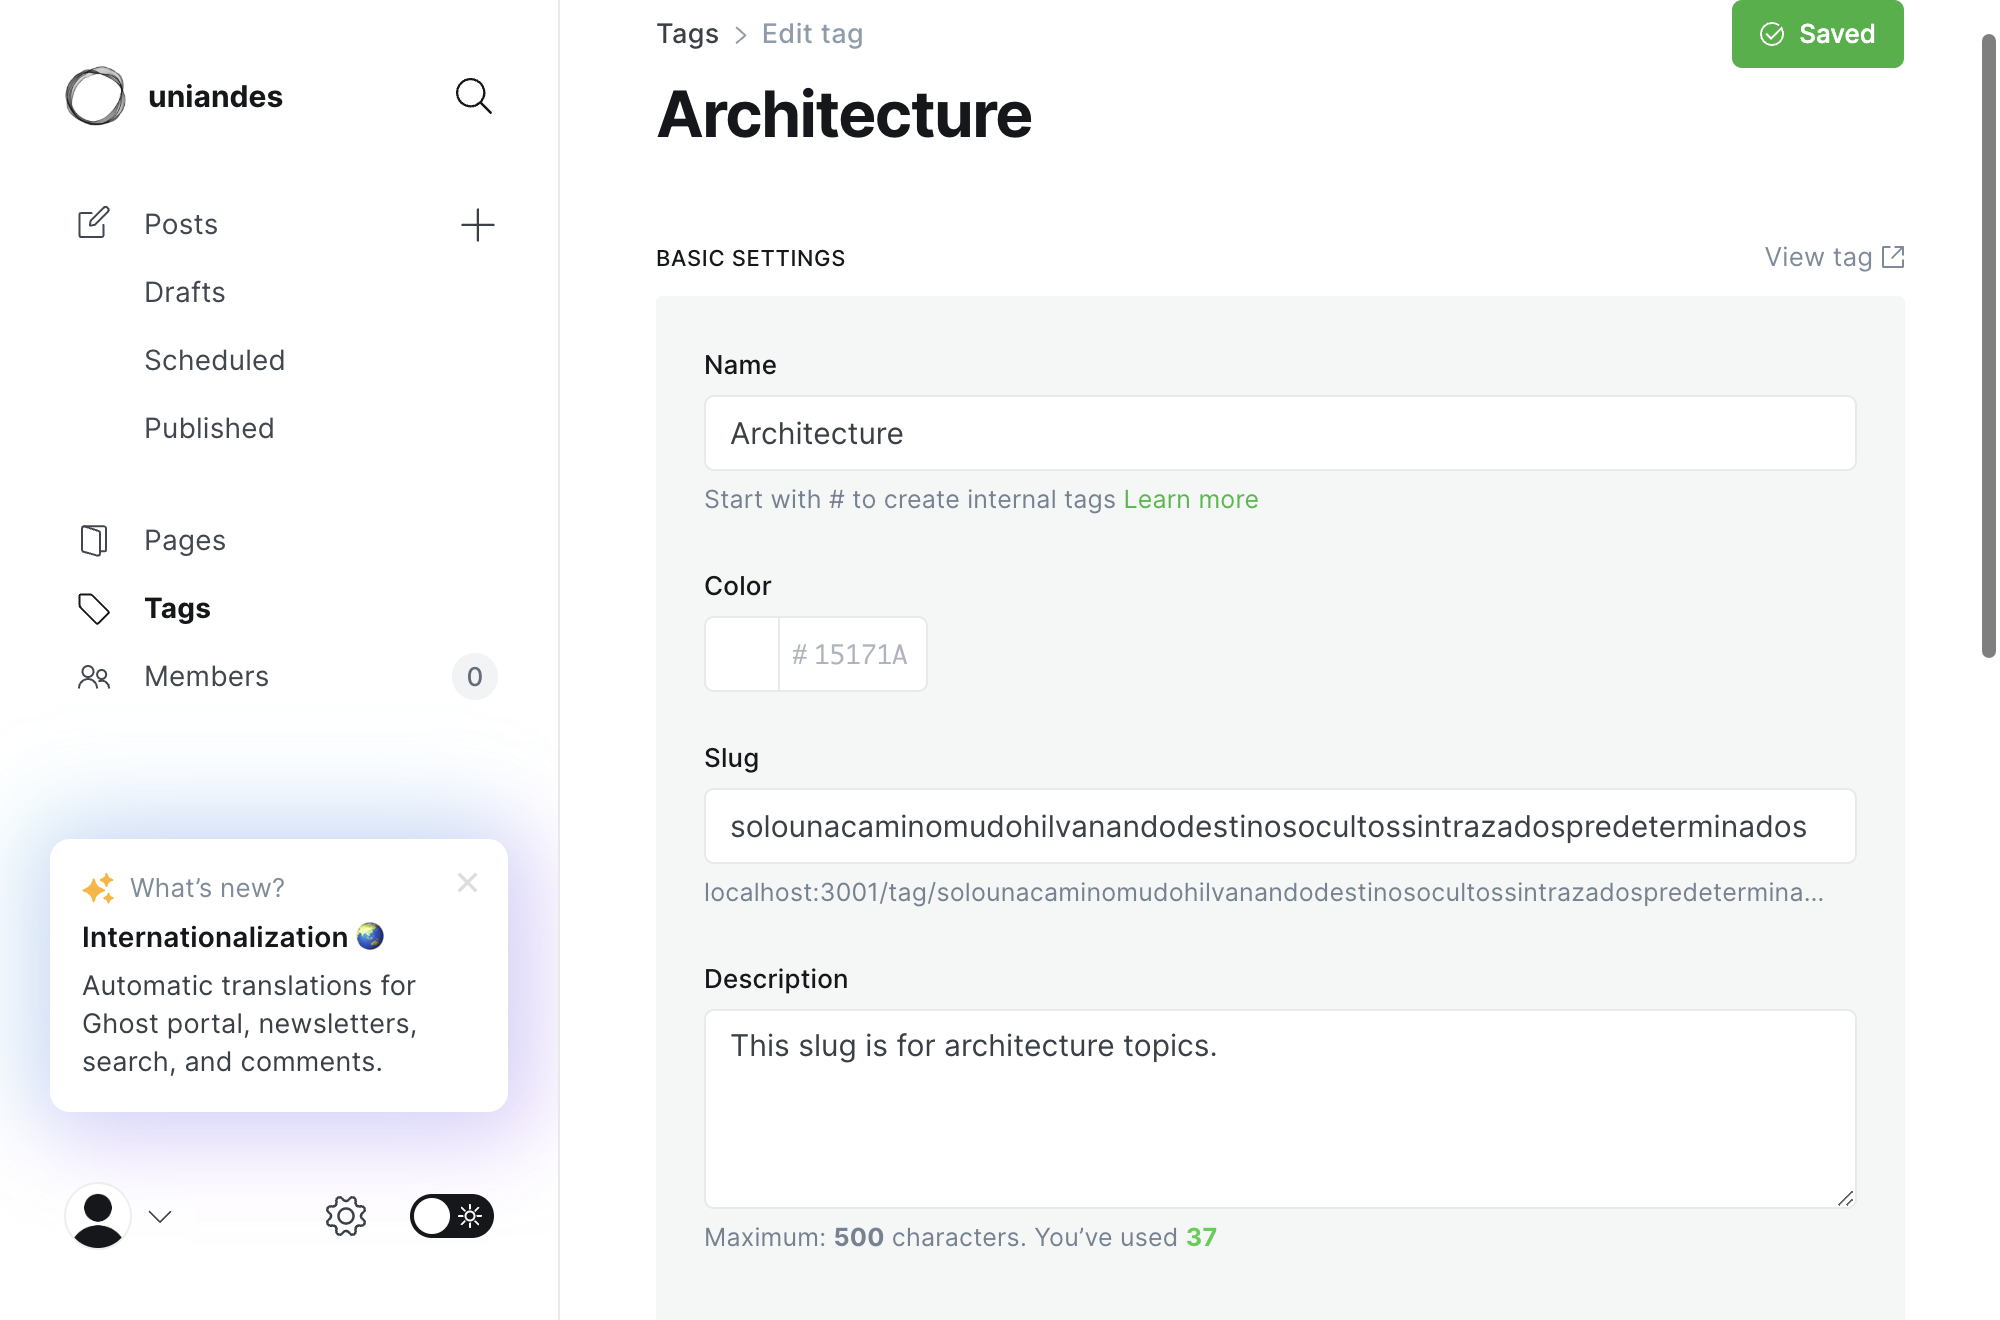 uniandes
Posts
Drafts
Scheduled
Published
Pages
Tags
Members
0
What’s new?
Internationalization
Automatic translations for
Ghost portal, newsletters,
search, and comments.
Tags > Edit tag
Saved
Architecture
BASIC SETTINGS
View tag
Name
Architecture
Start with # to create internal tags Learn more
Color
# 15171A
Slug
solounacaminomudohilvanandodestinosocultossintrazadospredeterminados
localhost:3001/tag/solounacaminomudohilvanandodestinosocultossintrazadospredetermina...
Description
This slug is for architecture topics.
Maximum: 500 characters. You’ve used 37